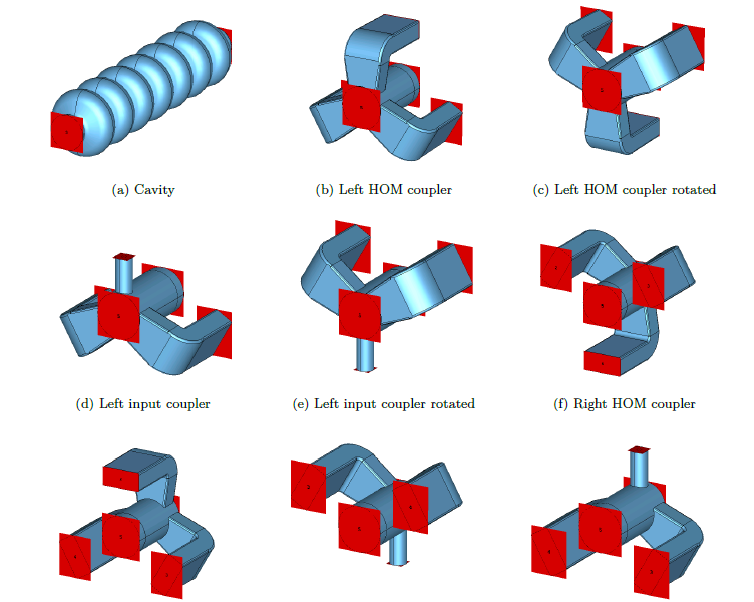 (a) Cavity
(b) Left HOM coupler
(c) Left HOM coupler rotated
(d) Left input coupler
(e) Left input coupler rotated
(f) Right HOM coupler